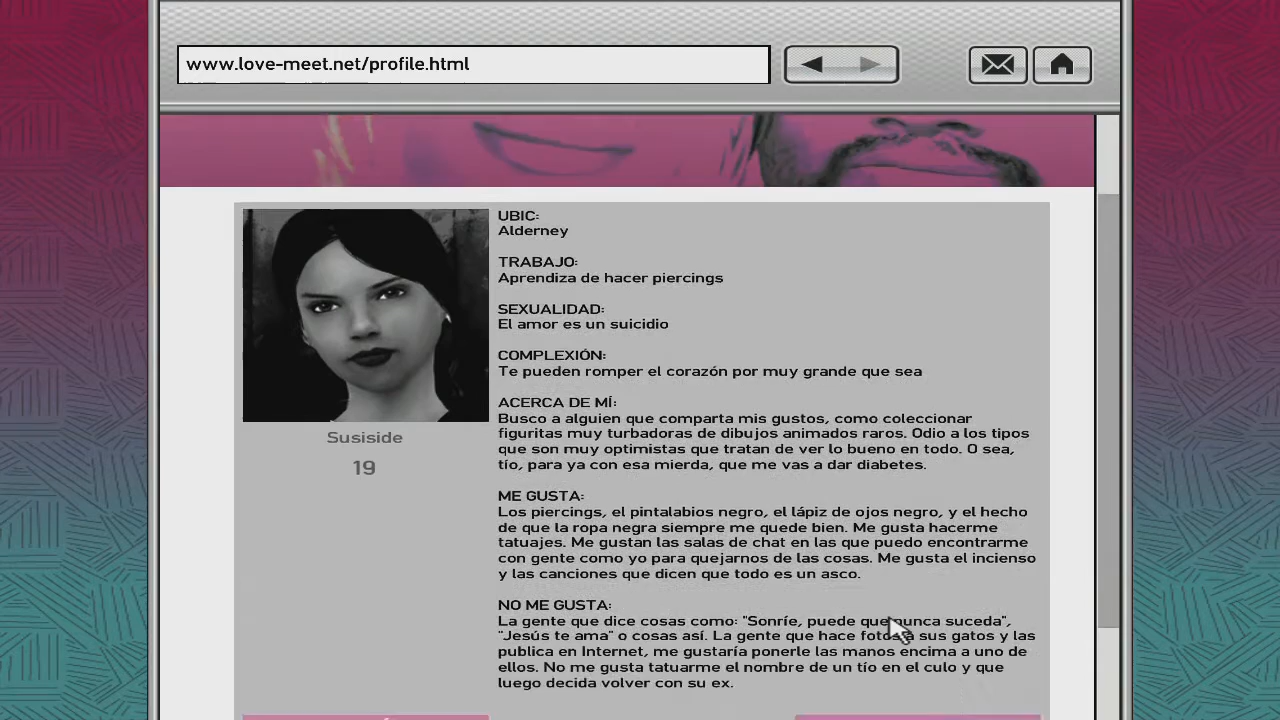 www.love-meet.net/profile.html
Susiside
19
UBIC:
Alderney
TRABAJO:
Aprendiza de hacer piercings
SEXUALIDAD:
El amor es un suicidio
COMPLEXIÓN:
Te pueden romper el corazón por muy grande que sea
ACERCA DE MÍ:
Busco a alguien que comparta mis gustos, como coleccionar
figuritas muy turbadoras de dibujos animados raros. Odio a los tipos
que son muy optimistas que tratan de ver lo bueno en todo. O sea,
tío, para ya con esa mierda, que me vas a dar diabetes.
ME GUSTA:
Los piercings, el pintalabios negro, el lápiz de ojos negro, y el hecho
de que la ropa negra siempre me quede bien. Me gusta hacerme
tatuajes. Me gustan las salas de chat en las que puedo encontrarme
con gente como yo para quejarnos de las cosas. Me gusta el incienso
y las canciones que dicen que todo es un asco.
NO ME GUSTA:
La gente que dice cosas como: "Sonríe, puede que nunca suceda",
"Jesús te ama" o cosas así. La gente que hace fotos a sus gatos y las
publica en Internet, me gustaría ponerle las manos encima a uno de
ellos. No me gusta tatuarme el nombre de un tío en el culo y que
luego decida volver con su ex.